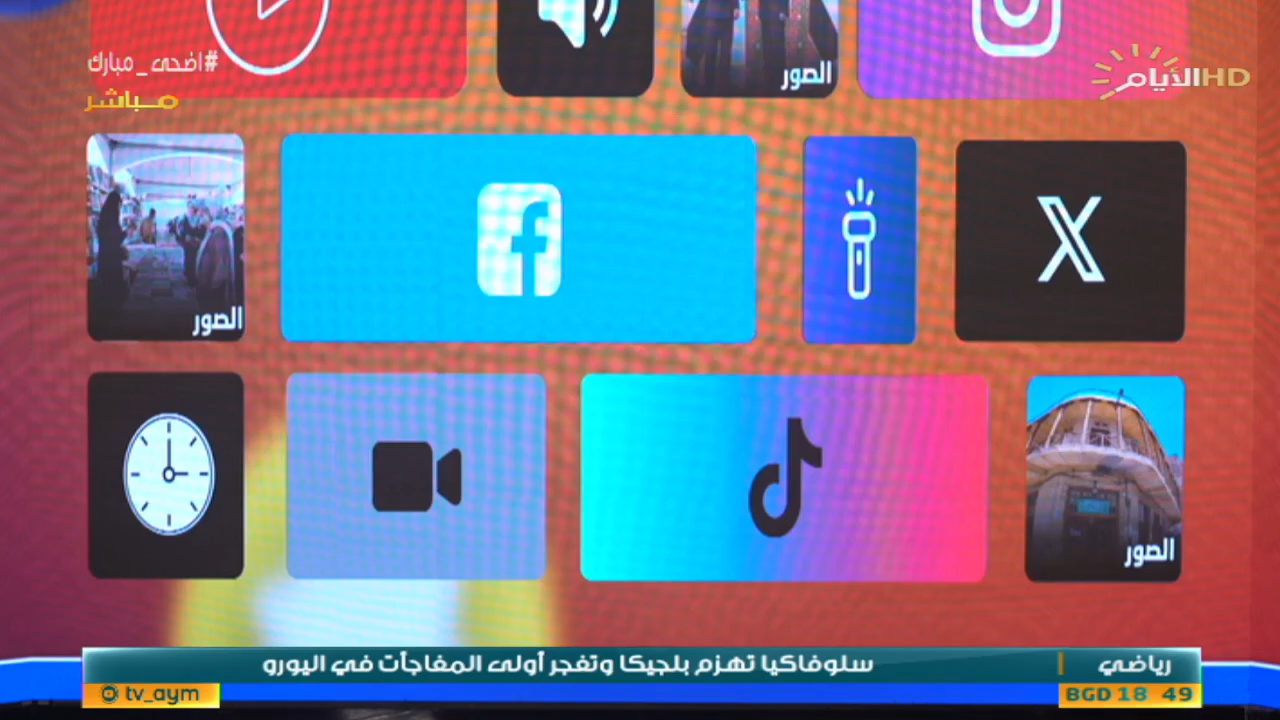 #اضحى_مبارك
مباشر
الأيام HD
الصور
الصور
الصور
رياضي
سلوفاكيا تهزم بلجيكا وتفجر أولى المفاجآت في اليورو
tv_aym
BGD 18 49